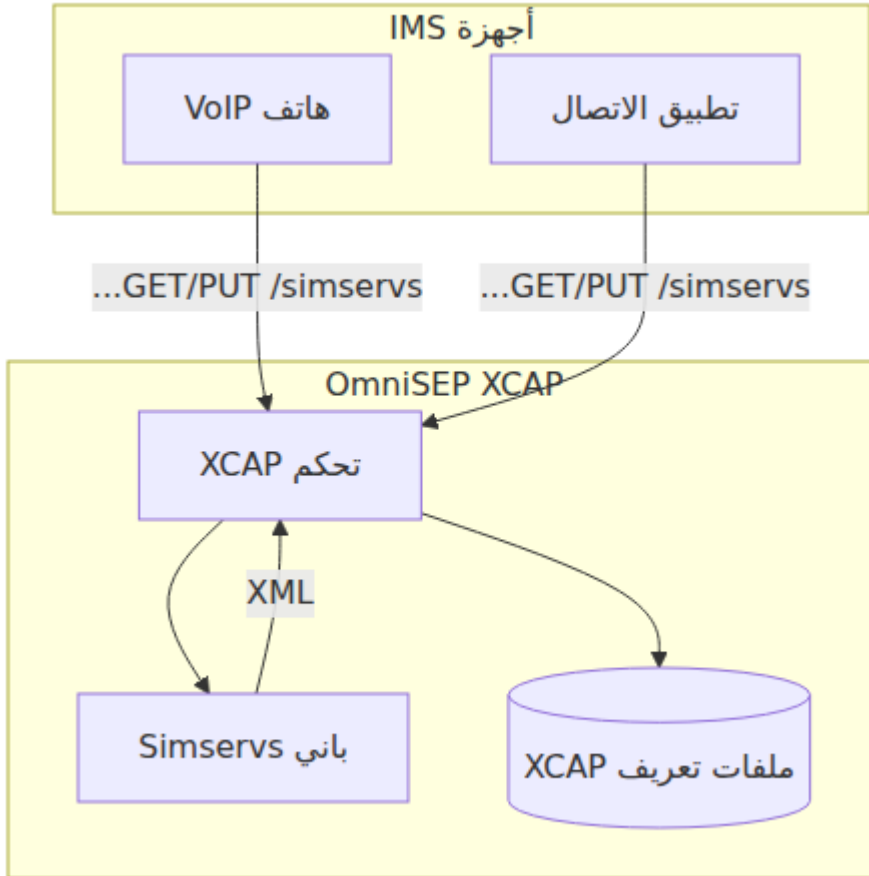 أجهزة IMS
هاتف VoIP
تطبيق الاتصال
GET/PUT /simservs...
GET/PUT /simservs...
OmniSEP XCAP
تحكم XCAP
XML
باني Simservs
ملفات تعريف XCAP